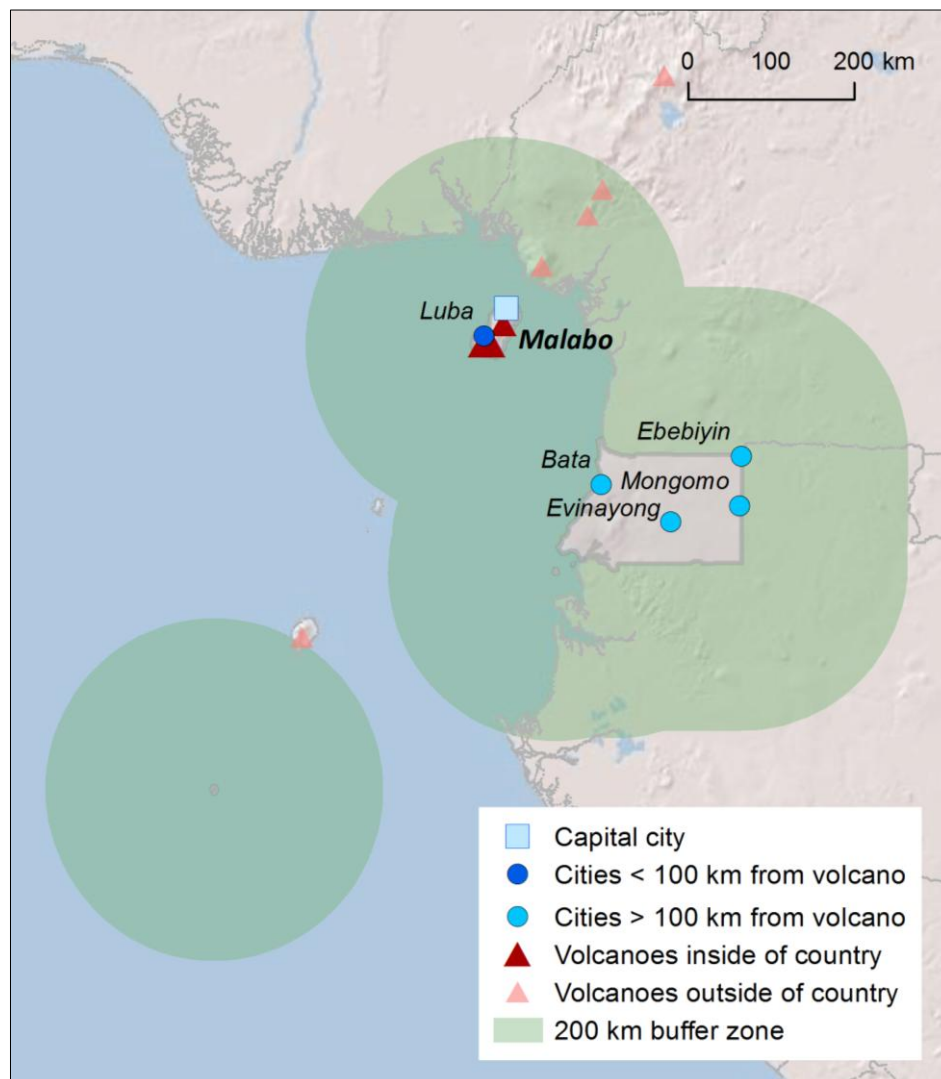 0 100 200 km
Luba
Malabo
Ebebiyin
Bata
Mongomo
Evinayong
Capital city
Cities < 100 km from volcano
Cities > 100 km from volcano
Volcanoes inside of country
Volcanoes outside of country
200 km buffer zone